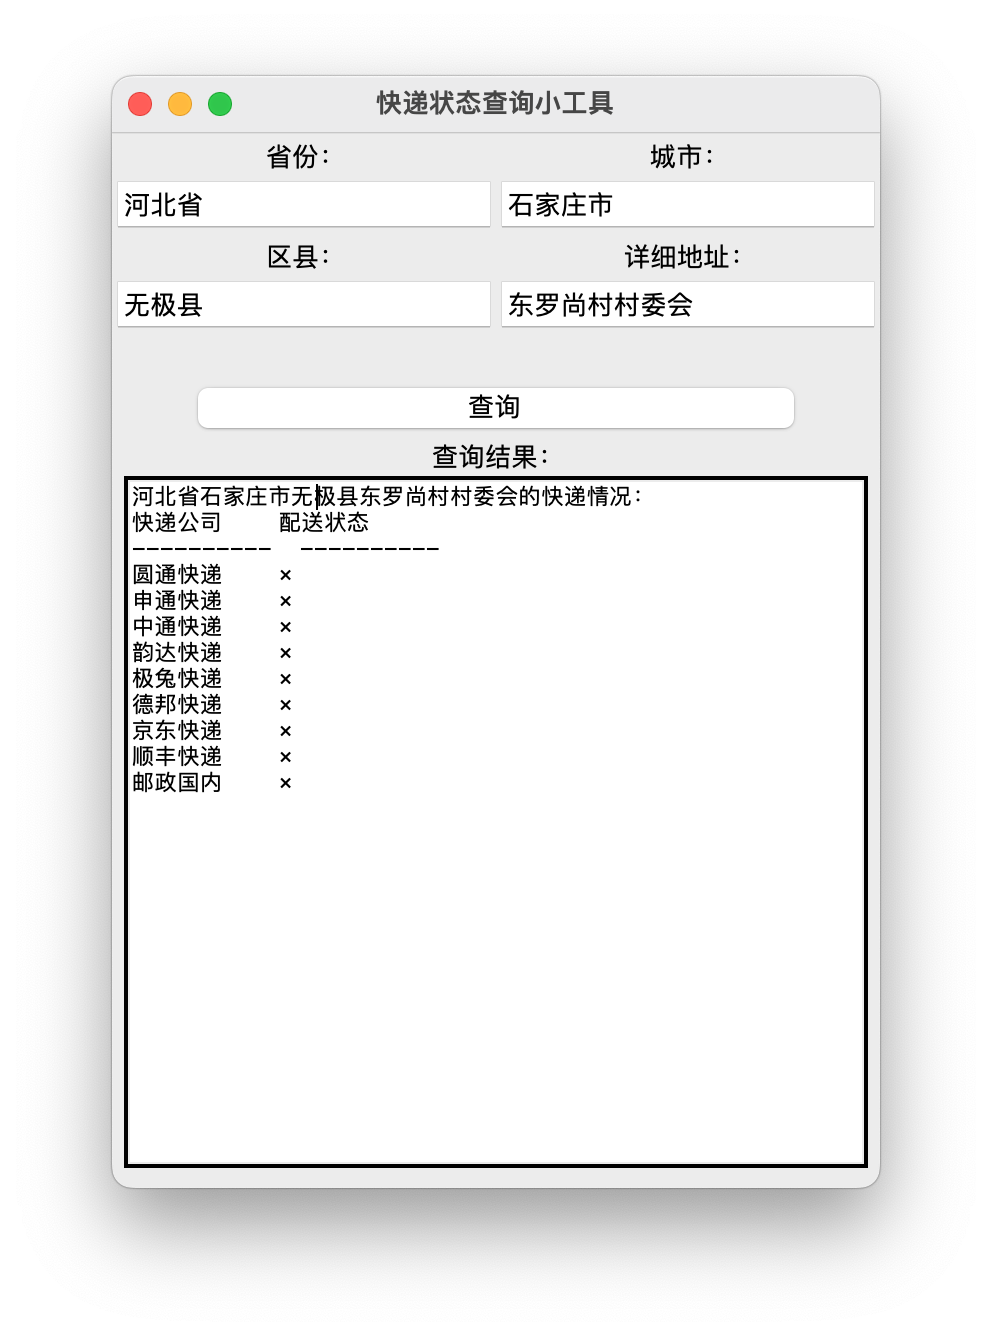 快递状态查询小工具
省份： 城市：
河北省 石家庄市
区县： 详细地址：
无极县 东罗尚村村委会
查询
查询结果：
河北省石家庄市无极县东罗尚村村委会的快递情况：
快递公司 配送状态
---------- ----------
圆通快递 ×
申通快递 ×
中通快递 ×
韵达快递 ×
极兔快递 ×
德邦快递 ×
京东快递 ×
顺丰快递 ×
邮政国内 ×